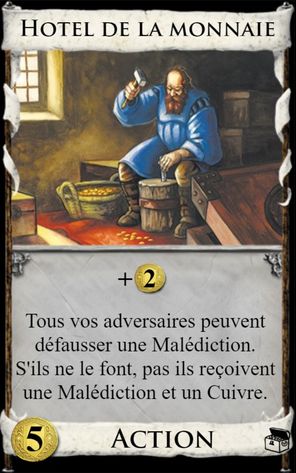 HOTEL DE LA MONNAIE
+2
Tous vos adversaires peuvent
défausser une Malédiction.
S'ils ne le font, pas ils reçoivent
une Malédiction et un Cuivre.
5 ACTION